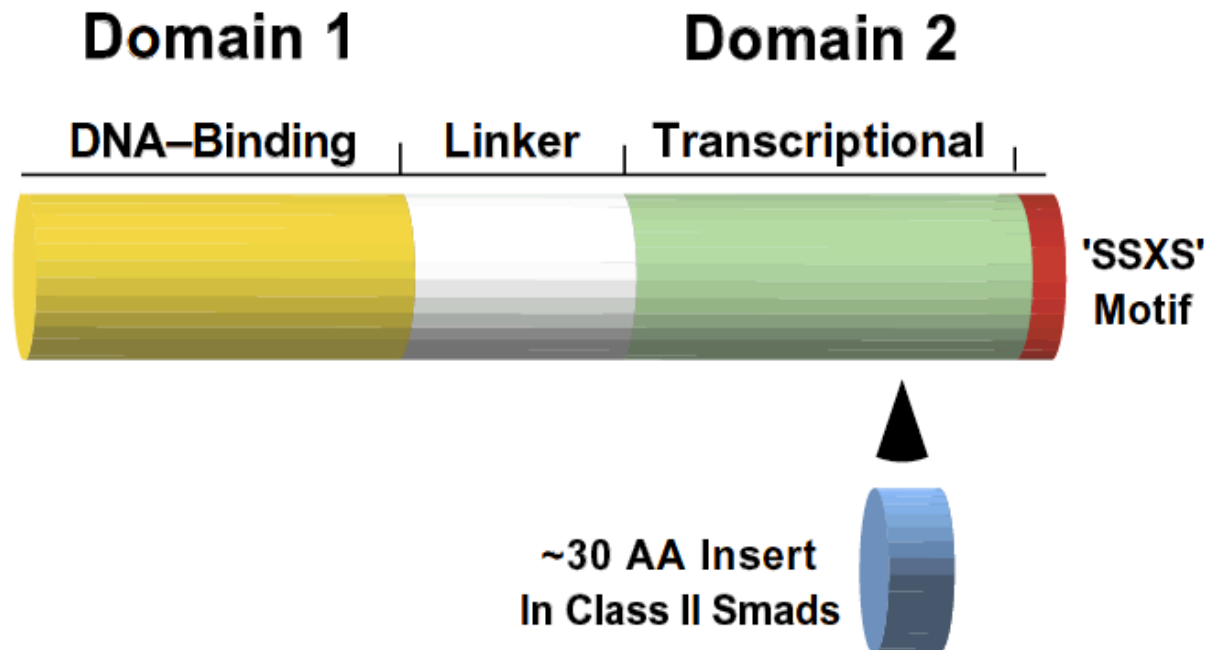 Domain 1 Domain 2
DNA–Binding Linker Transcriptional
'SSXS'
Motif
~30 AA Insert
In Class II Smads